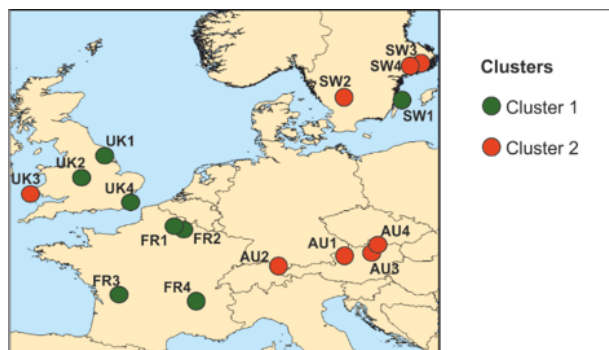 SW3
SW4
SW2
SW1
Clusters
Cluster 1
Cluster 2
UK1
UK2
UK3
UK4
FR1
FR2
AU4
AU1
AU2
AU3
FR3
FR4